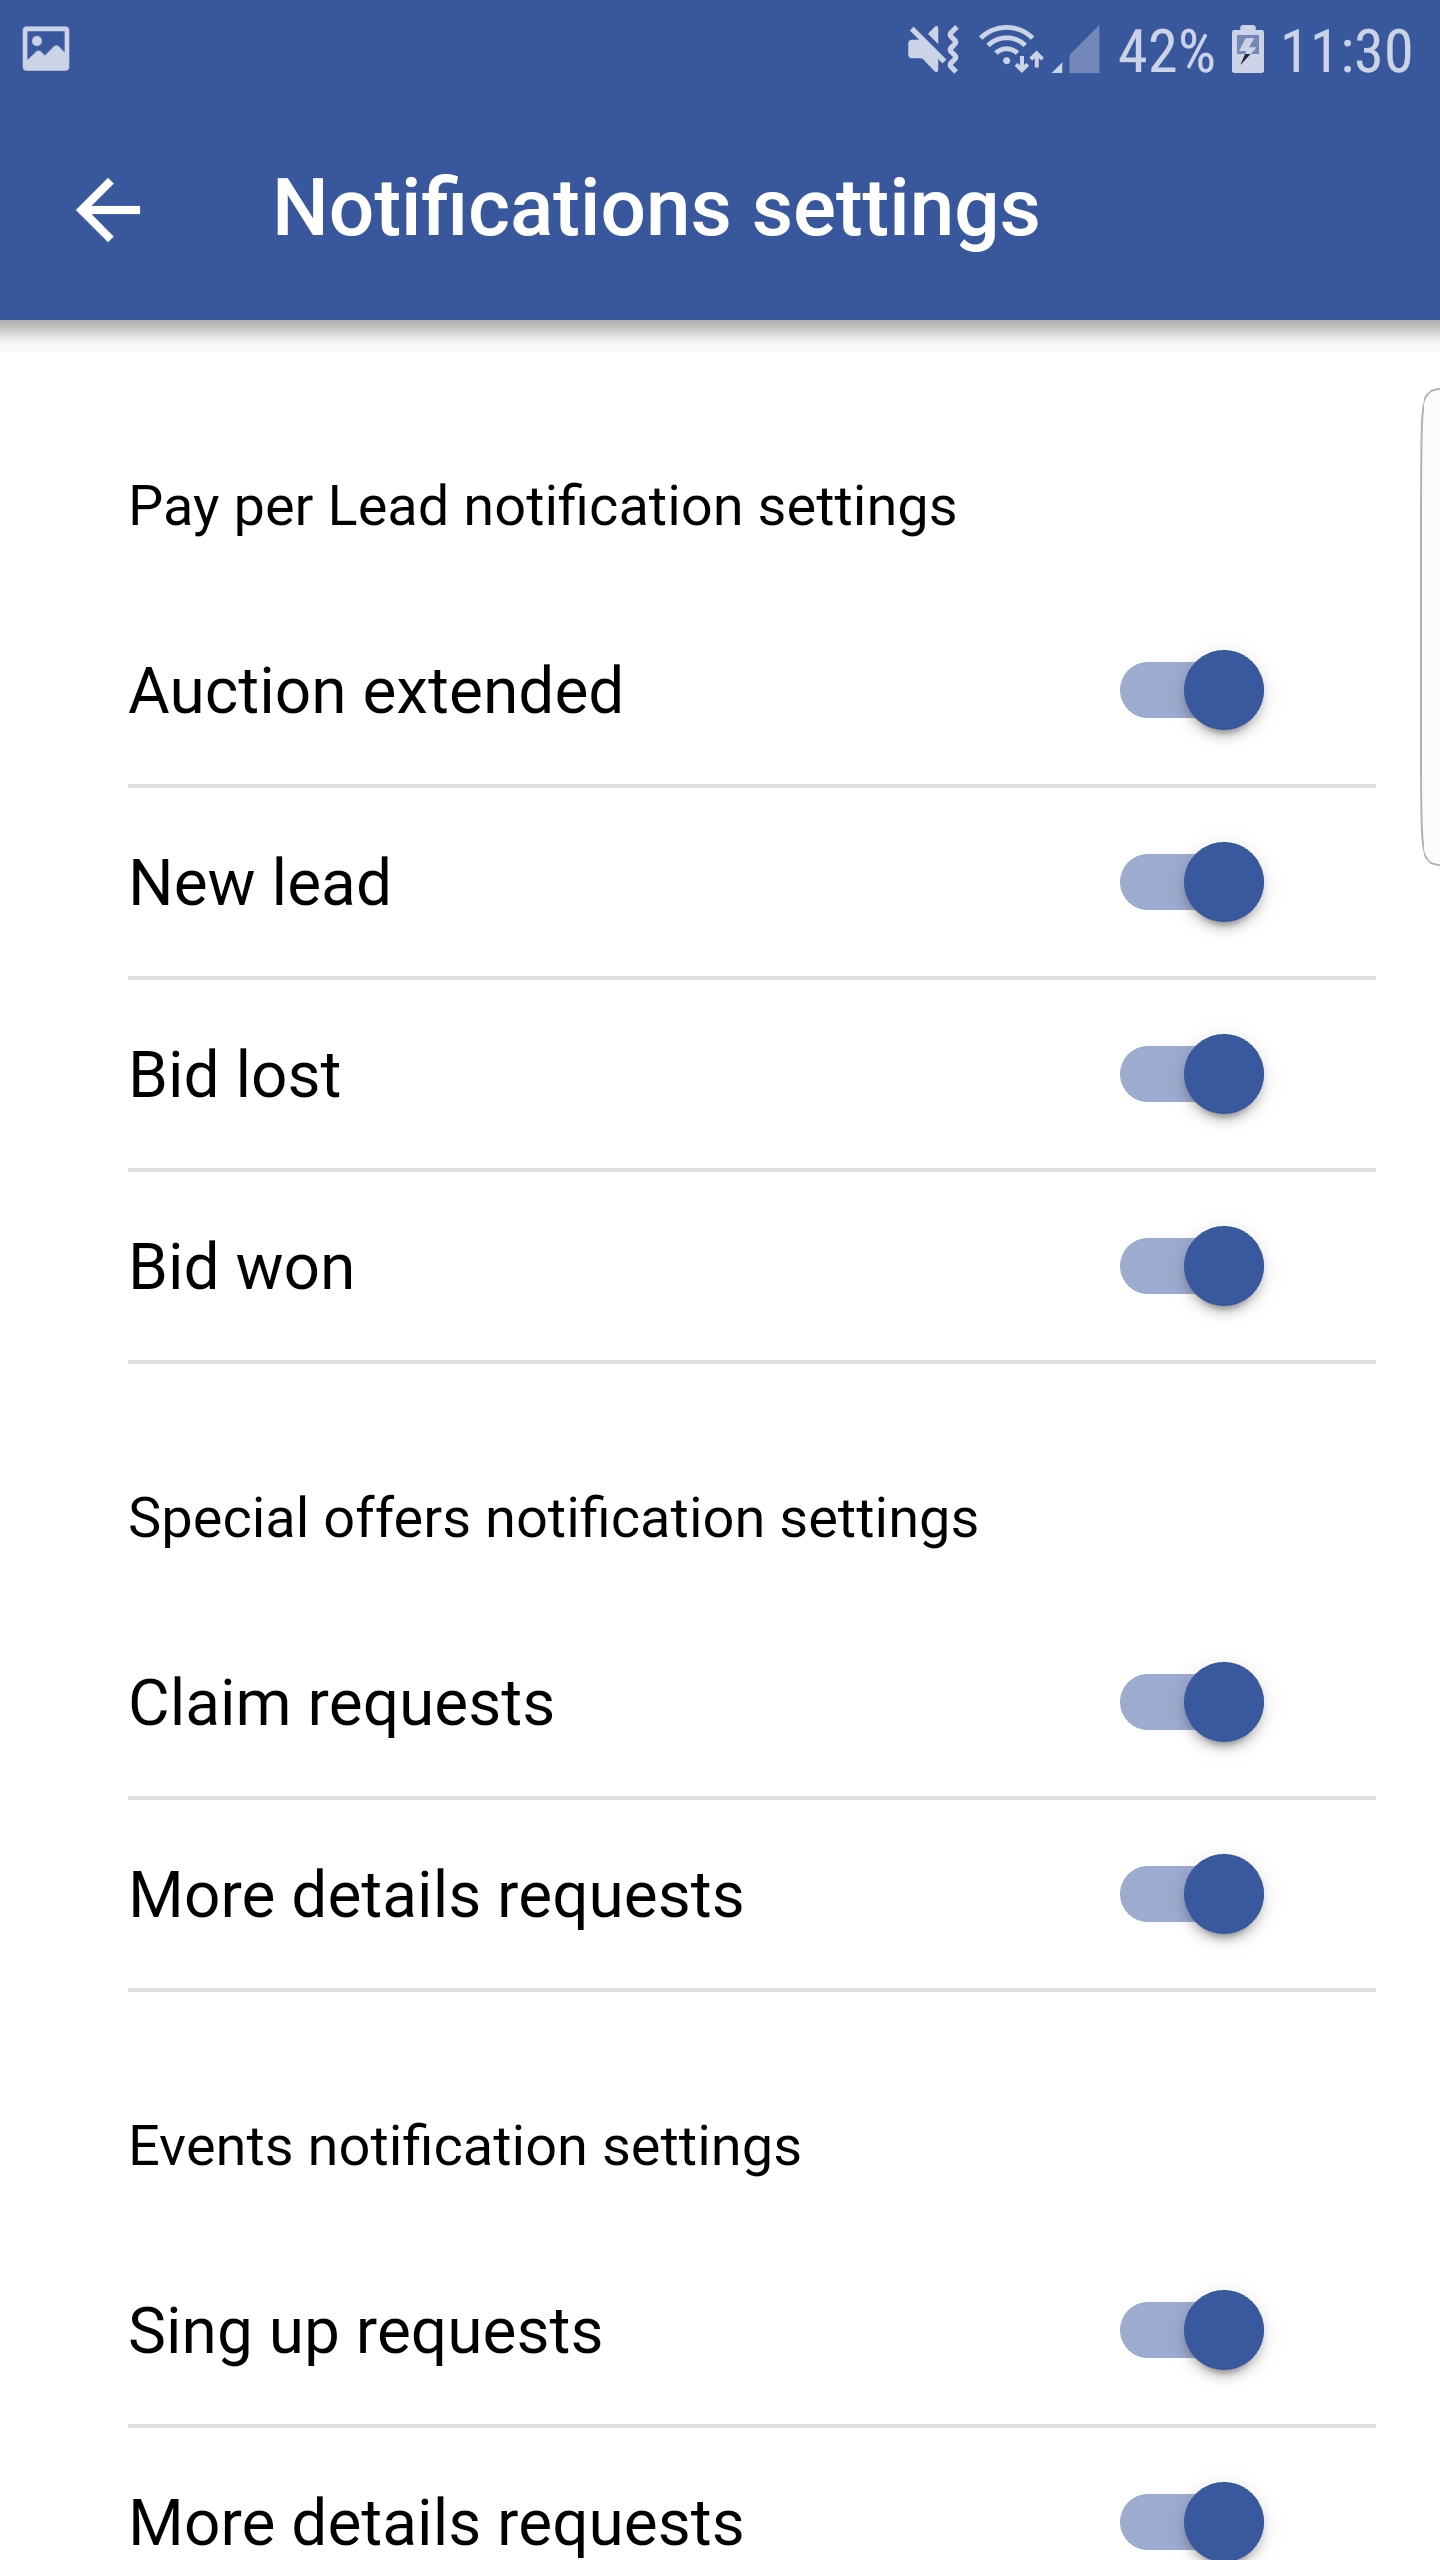 42% 11:30
Notifications settings
Pay per Lead notification settings
Auction extended
New lead
Bid lost
Bid won
Special offers notification settings
Claim requests
More details requests
Events notification settings
Sing up requests
More details requests